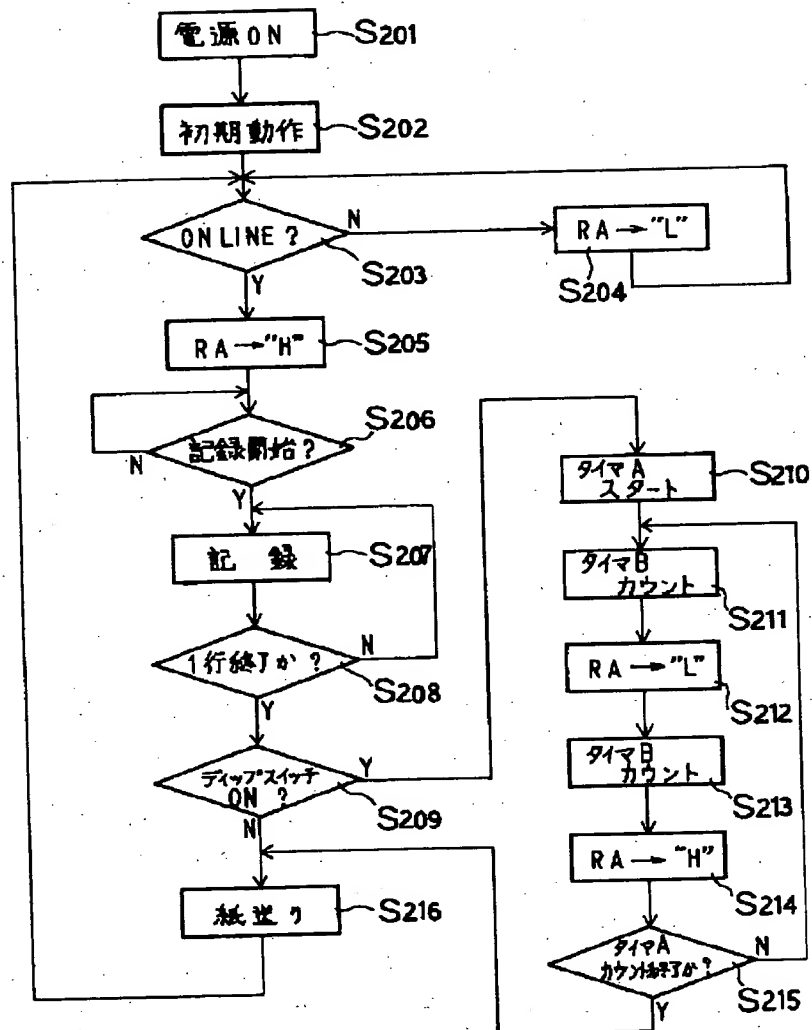 電源ON
S201
初期動作
S202
ONLINE?
N
S203
Y
RA→"L"
S204
RA→"H"
S205
記録開始?
S206
N
Y
記 録
S207
1行終了か?
N
S208
Y
ディップスイッチ
ON?
Y
S209
N
タイマA
スタート
S210
タイマB
カウント
S211
RA→"L"
S212
タイマB
カウント
S213
RA→"H"
S214
タイマA
カウント終了か?
N
S215
Y
紙送り
S216